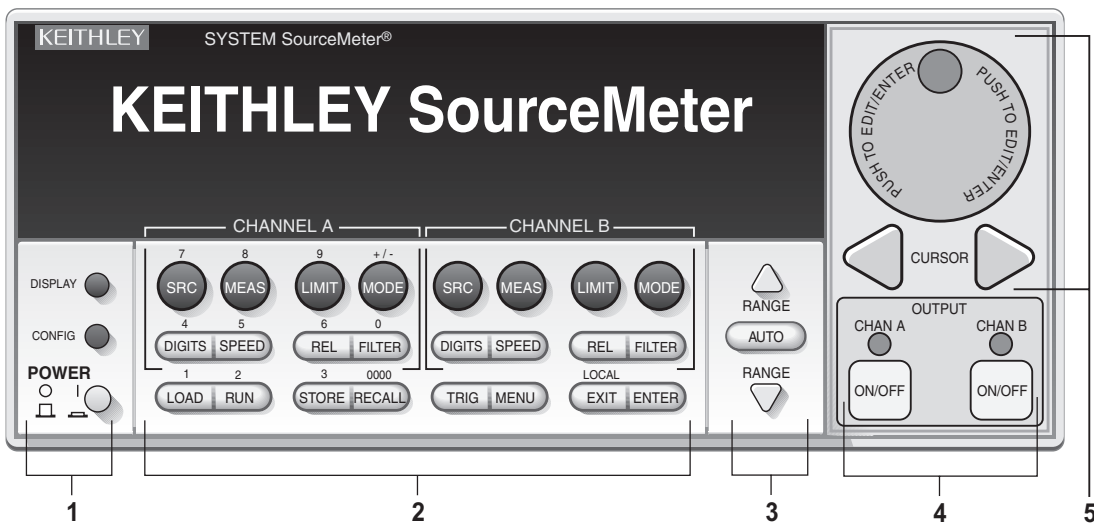 KEITHLEY SYSTEM SourceMeter®
KEITHLEY SourceMeter
PUSH TO EDIT/ENTER
PUSH TO EDIT/ENTER
CHANNEL A
CHANNEL B
7 8 9 +/-
SRC MEAS LIMIT MODE
SRC MEAS LIMIT MODE
4 5 6 0
DIGITS SPEED REL FILTER
DIGITS SPEED REL FILTER
1 2 3 0000
LOAD RUN STORE RECALL
LOCAL
TRIG MENU EXIT ENTER
DISPLAY
CONFIG
POWER
O I
RANGE
AUTO
RANGE
CURSOR
OUTPUT
CHAN A CHAN B
ON/OFF ON/OFF
1 2 3 4 5